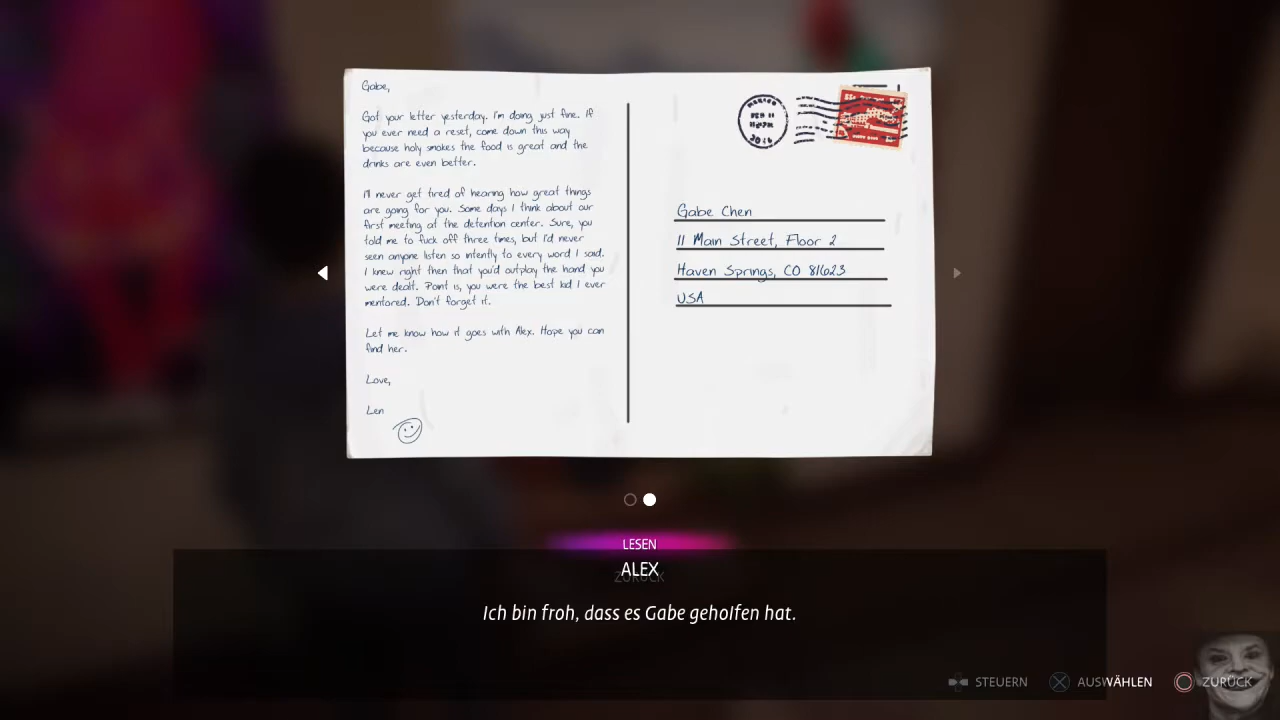 Gabe,
Got your letter yesterday. I'm doing just fine. If
you ever need a reset, come down this way
because holy smokes the food is great and the
drinks are even better.
I'll never get tired of hearing how great things
are going for you. Some days I think about our
first meeting at the detention center. Sure, you
told me to fuck off three times, but I'd never
seen anyone listen so intently to every word I said.
I knew right then that you'd outplay the hand you
were dealt. Point is, you were the best kid I ever
mentored. Don't forget it.
Let me know how it goes with Alex. Hope you can
find her.
Love,
Len
FEB 11
Gabe Chen
11 Main Street, Floor 2
Haven Springs, CO 81623
USA
LESEN
ALEX
ZURÜCK
Ich bin froh, dass es Gabe geholfen hat.
STEUERN
AUSWÄHLEN
ZURÜCK